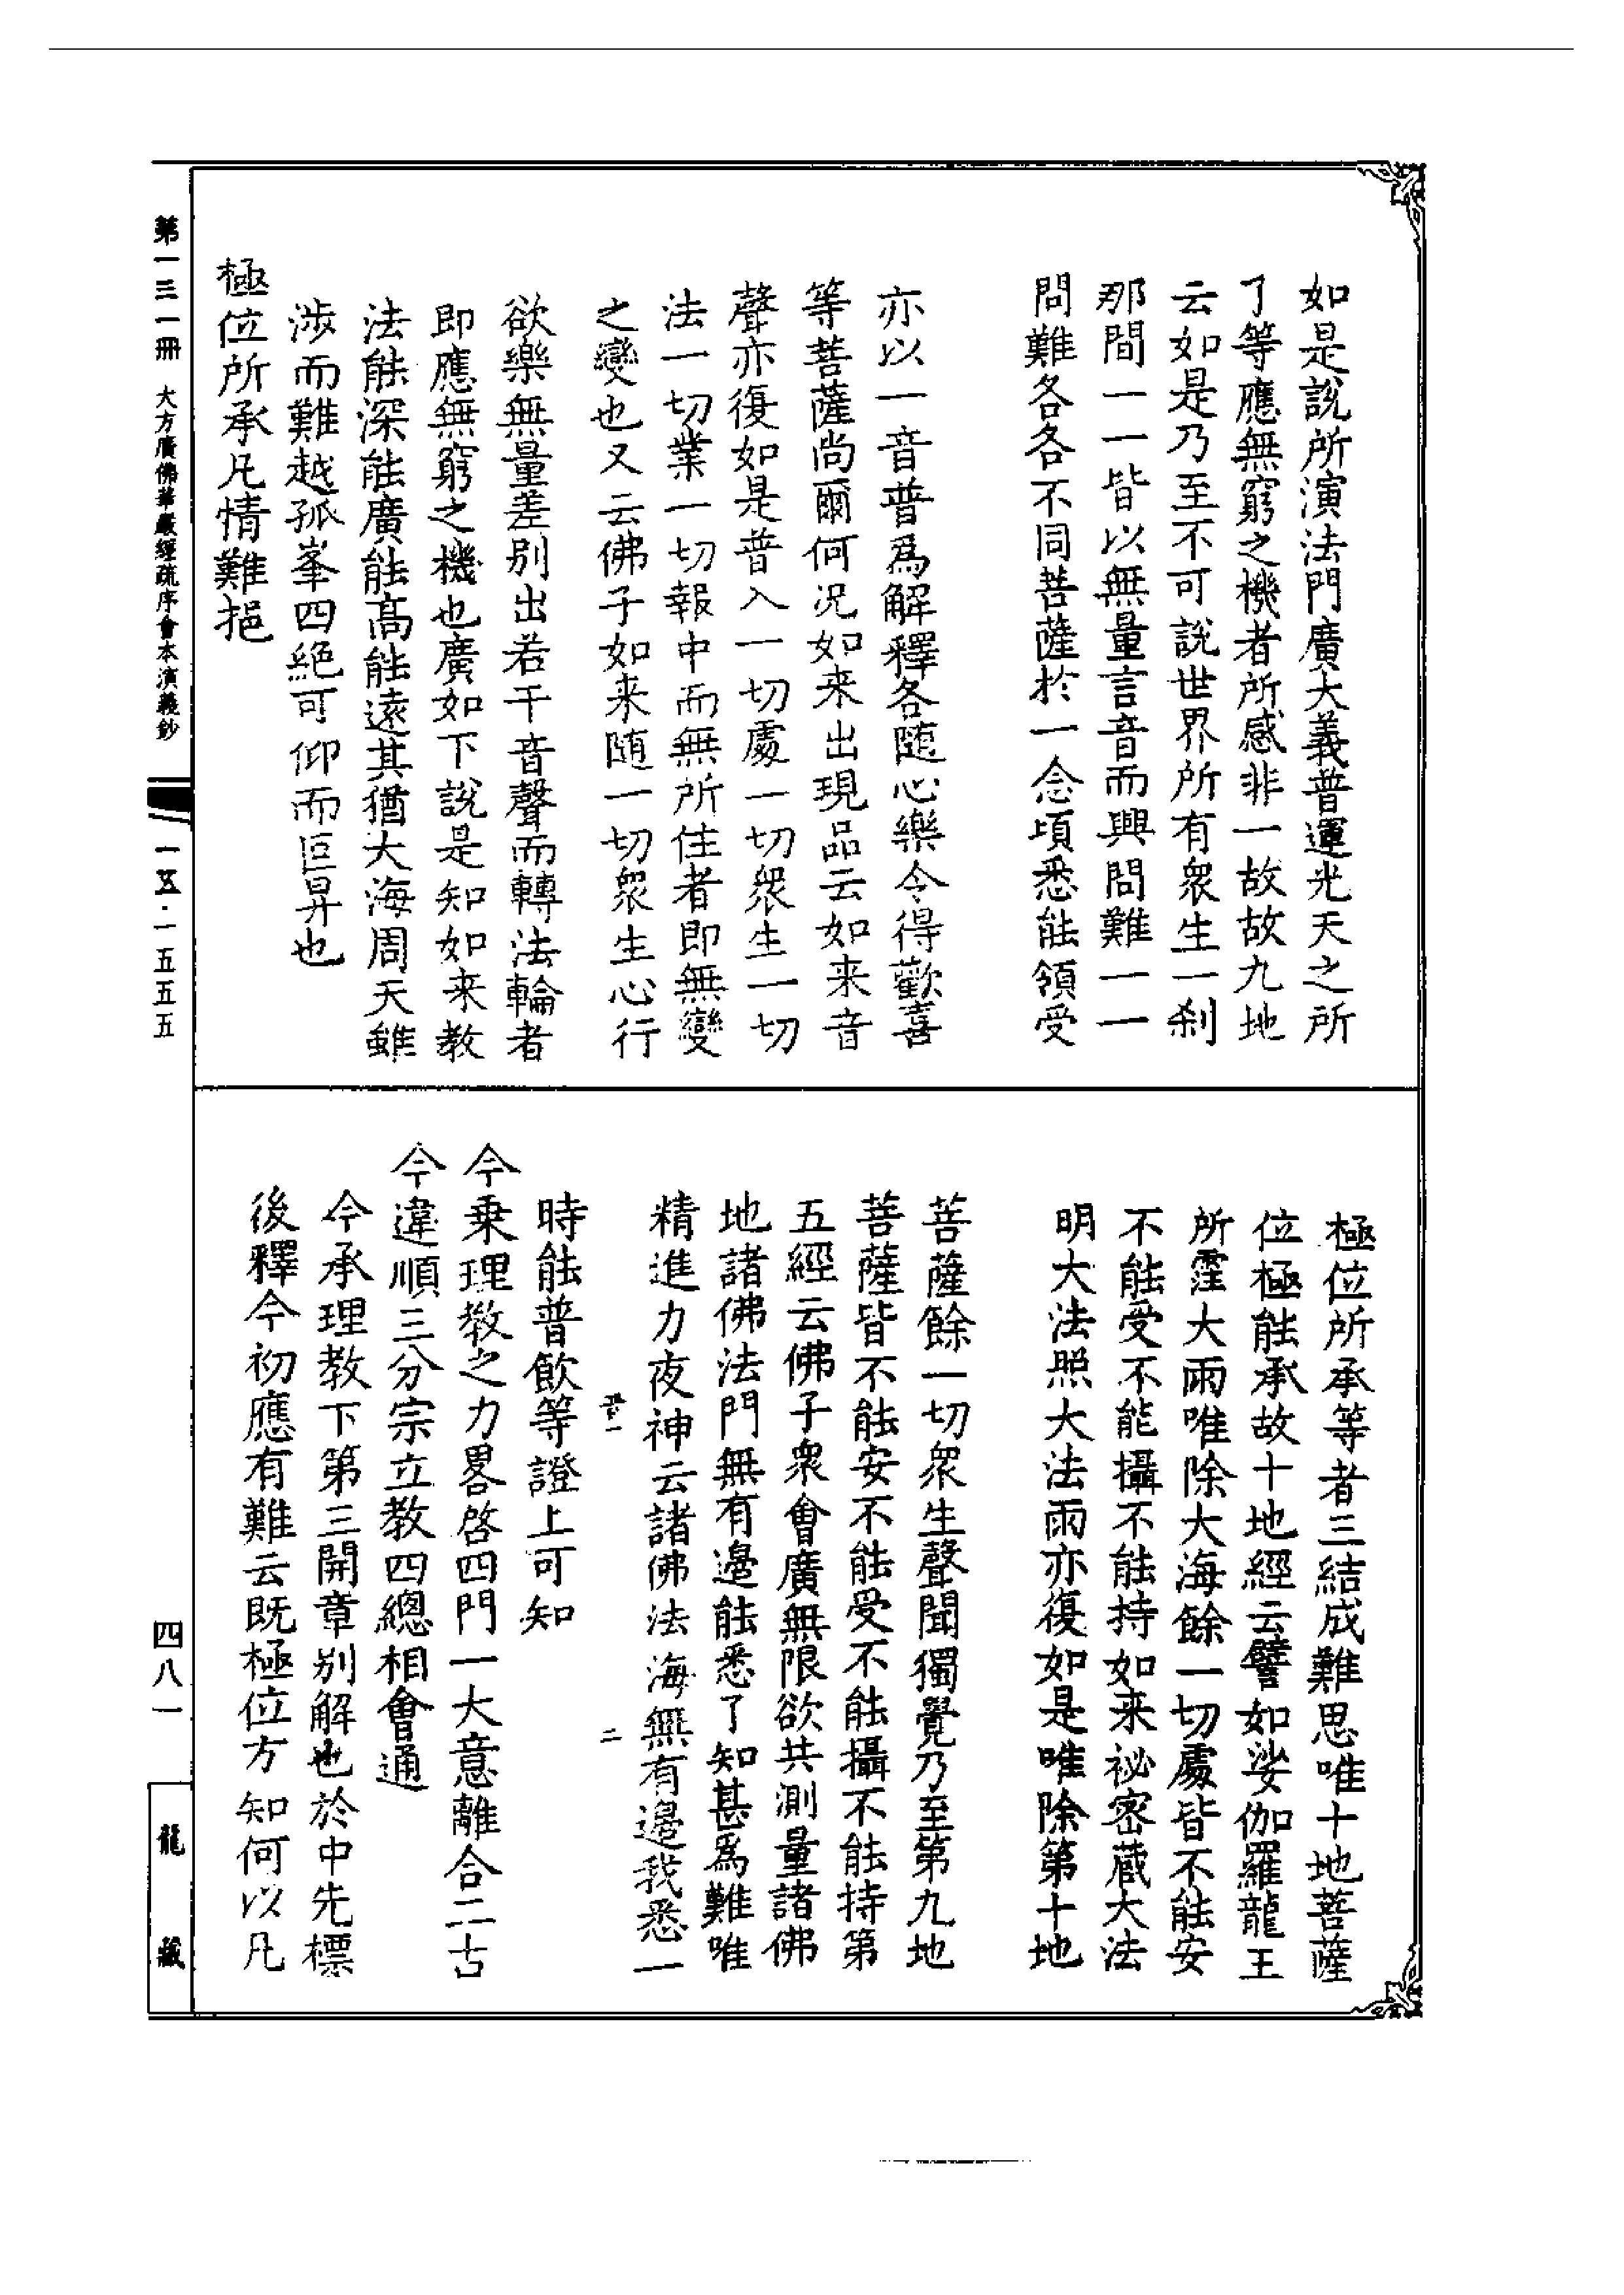 如是說所演法門廣大義普運光天之所
了等應無窮之機者所感非一故故九地
云如是乃至不可說世界所有衆生一剎
那間一一皆以無量言音而興問難一一
問難各各不同菩薩於一念頃悉能領受
亦以一音普為解釋各隨心樂令得歡喜
等菩薩尚爾何况如来出現品云如来音
聲亦復如是普入一切處一切衆生一切
法一切業一切報中而無所住者即無變
之變也又云佛子如来随一切衆生心行
欲樂無量差別出若干音聲而轉法輪者
即應無窮之機也廣如下說是知如来教
法能深能廣能高能遠其猶大海周天雖
涉而難越孤峯四絕可仰而叵昇也
極位所承凡情難挹
極位所承等者三結成難思唯十地菩薩
位極能承故十地經云譬如娑伽羅龍王
所霔大雨唯除大海餘一切處皆不能安
不能受不能攝不能持如来祕密藏大法
明大法照大法雨亦復如是唯除第十地
菩薩餘一切衆生聲聞獨覺乃至第九地
菩薩皆不能安不能受不能攝不能持第
五經云佛子衆會廣無限欲共測量諸佛
地諸佛法門無有邊能悉了知甚為難唯
精進力夜神云諸佛法海無有邊我悉一
二
時能普飲等證上可知
今乗理教之力畧啓四門一大意離合二古
今違順三分宗立教四總相會通
今承理教下第三開章別解也於中先標
後釋今初應有難云既極位方知何以凡
第一三一冊 大方廣佛華嚴經疏序會本演義鈔
一五五五
四八一
龍藏